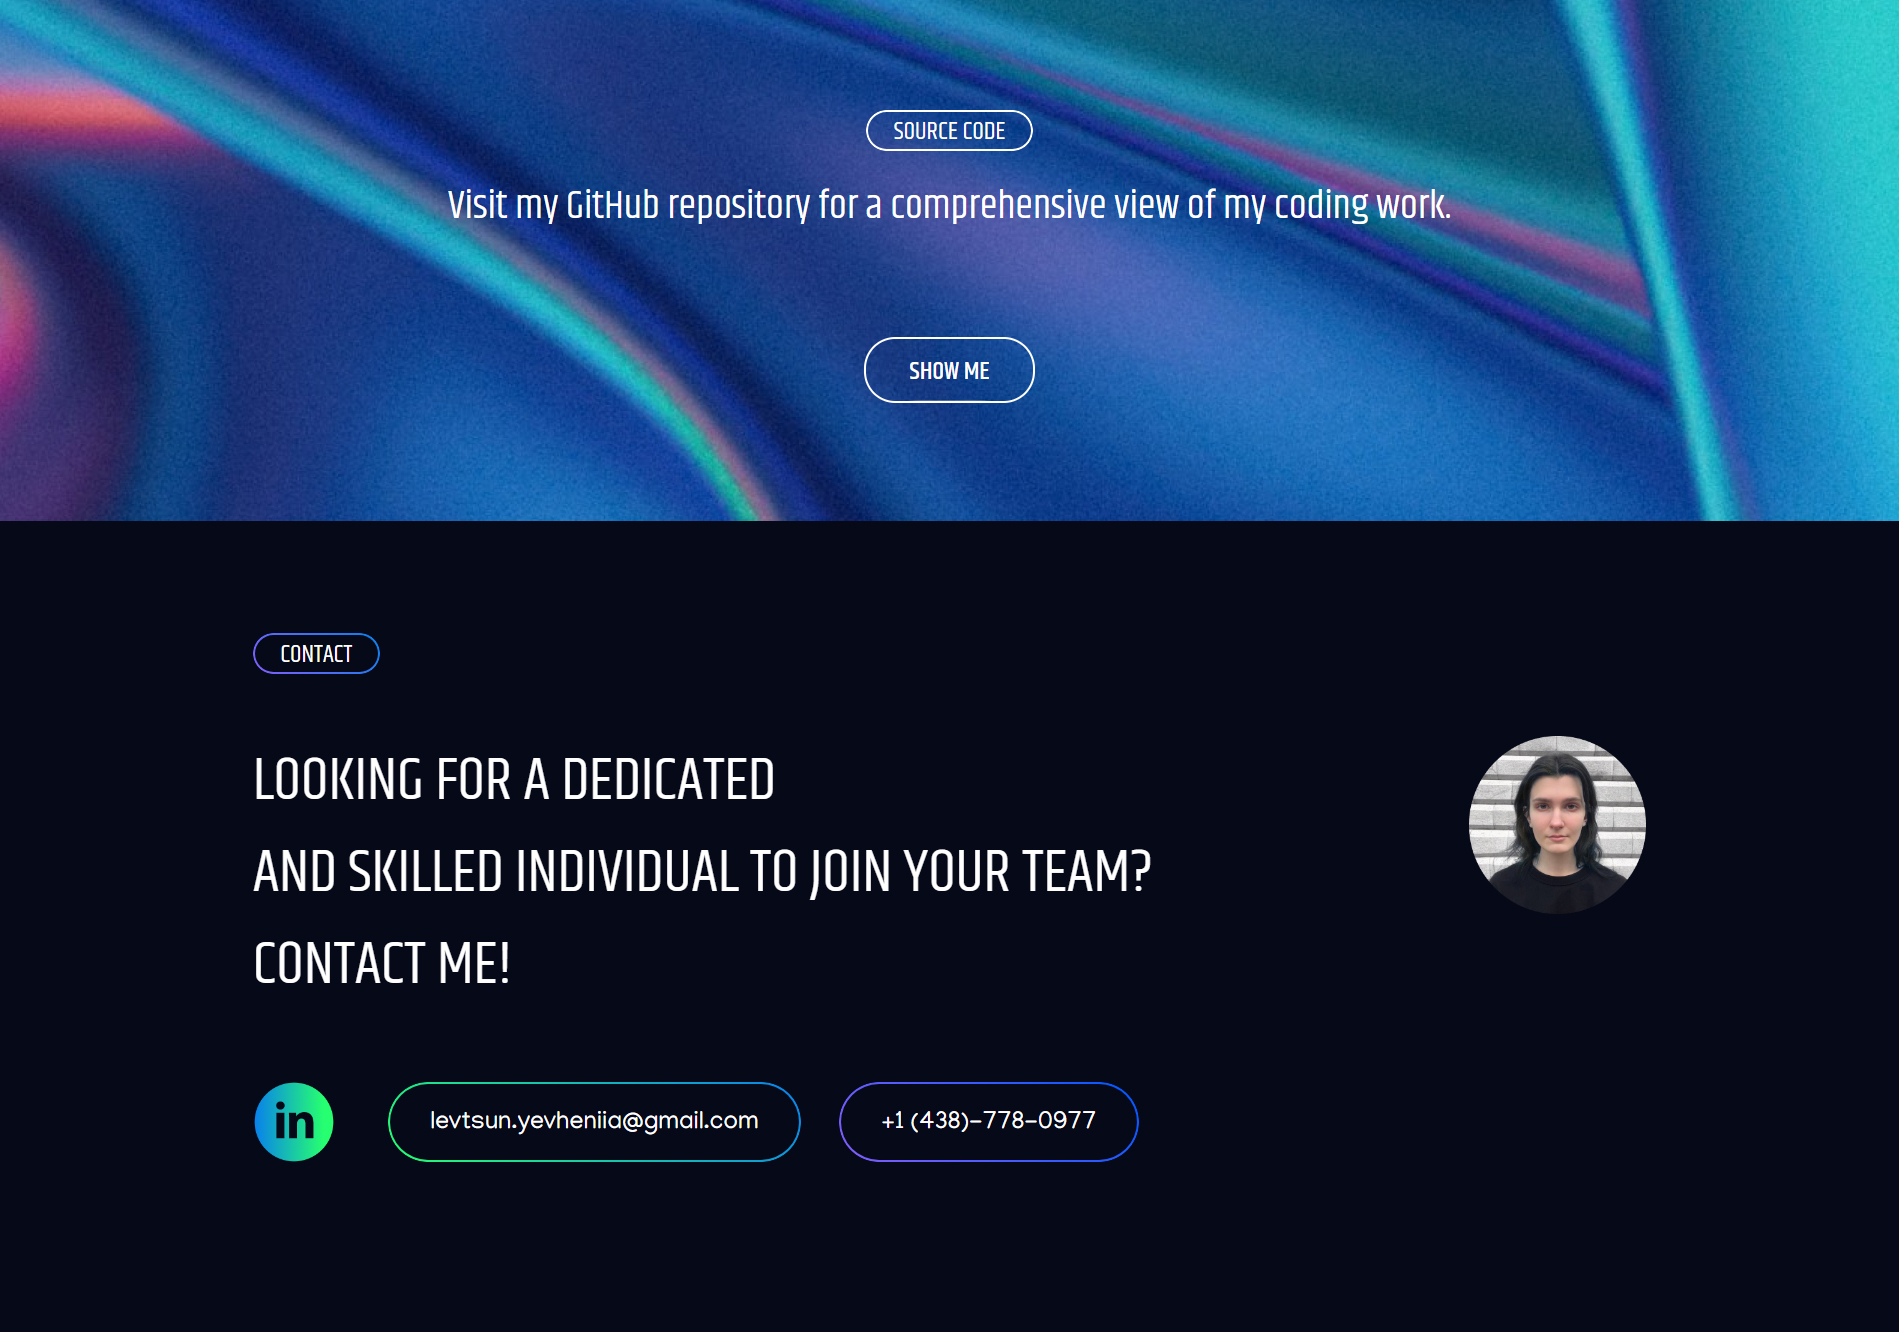 SOURCE CODE
Visit my GitHub repository for a comprehensive view of my coding work.
SHOW ME
CONTACT
LOOKING FOR A DEDICATED
AND SKILLED INDIVIDUAL TO JOIN YOUR TEAM?
CONTACT ME!
in
levtsun.yevheniia@gmail.com
+1 (438)-778-0977